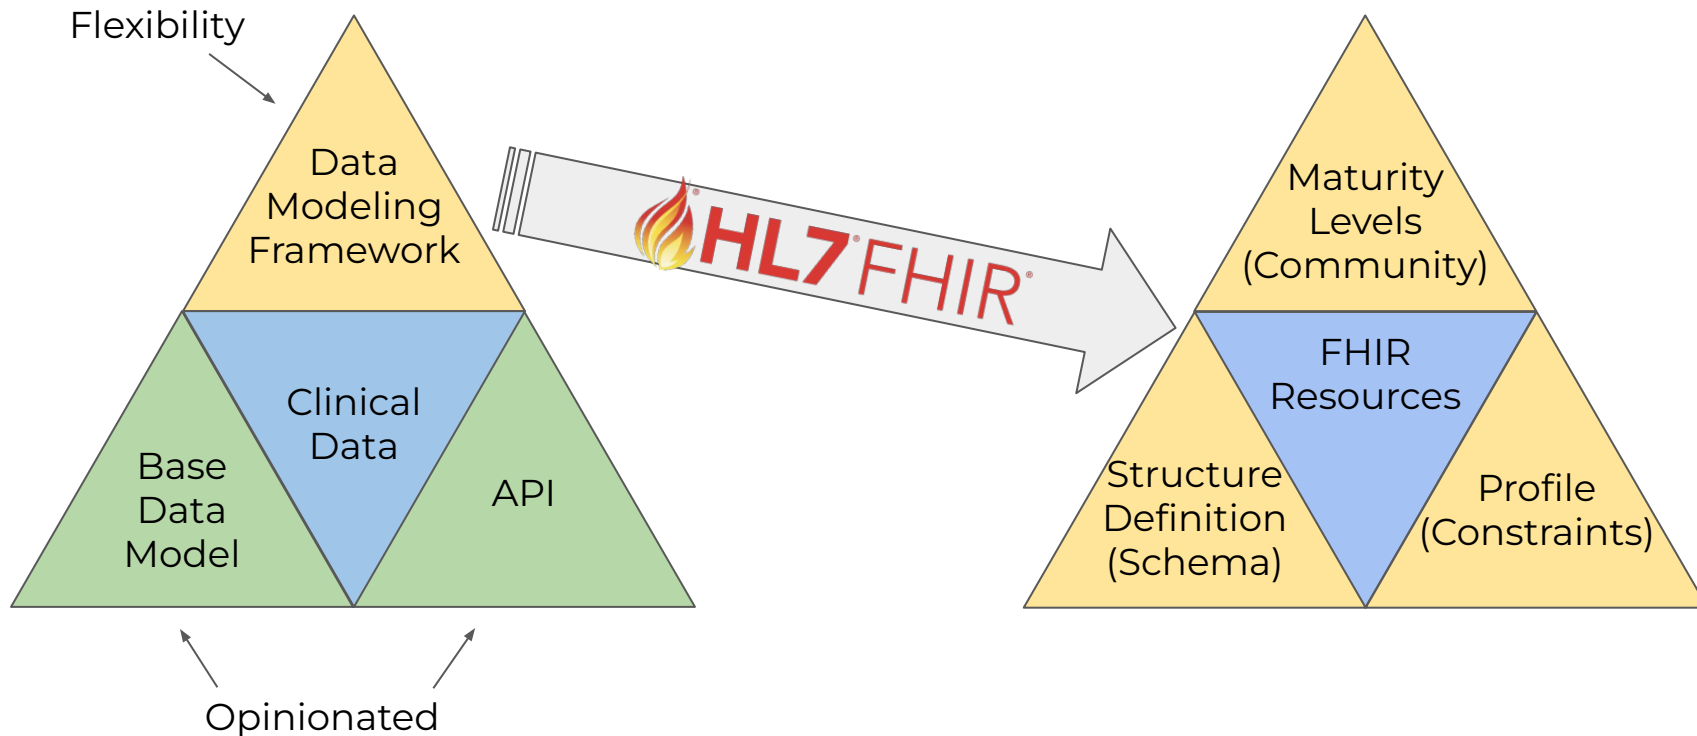 Flexibility
Data
Modeling
Framework
Clinical
Data
Base
Data
Model
API
Opinionated
HL7® FHIR®
Maturity
Levels
(Community)
FHIR
Resources
Structure
Definition
(Schema)
Profile
(Constraints)